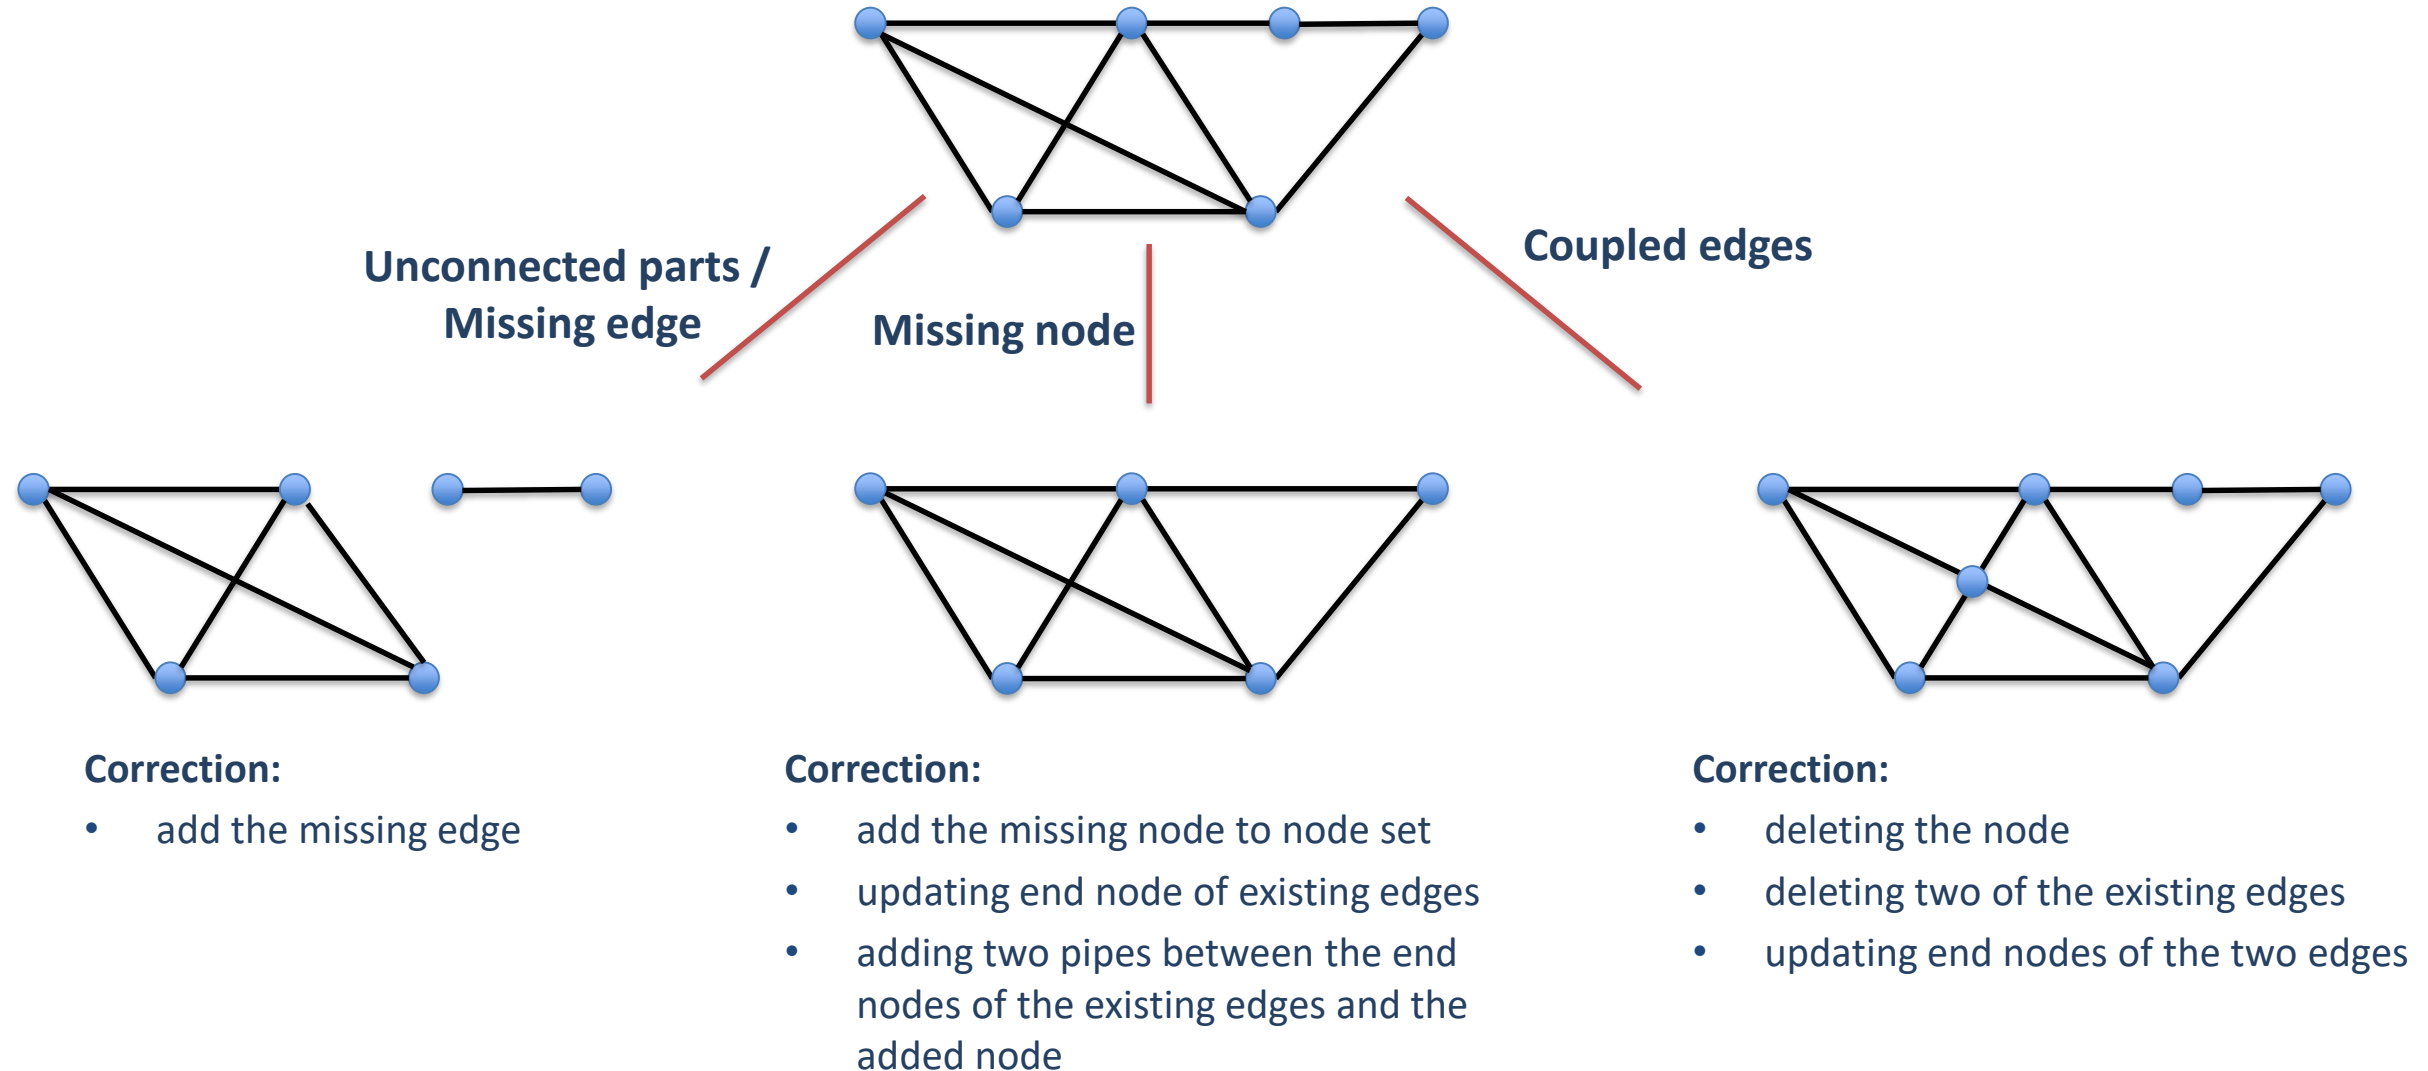 Unconnected parts /
Missing edge
Missing node
Coupled edges
Correction:
• add the missing edge
Correction:
• add the missing node to node set
• updating end node of existing edges
• adding two pipes between the end
nodes of the existing edges and the
added node
Correction:
• deleting the node
• deleting two of the existing edges
• updating end nodes of the two edges